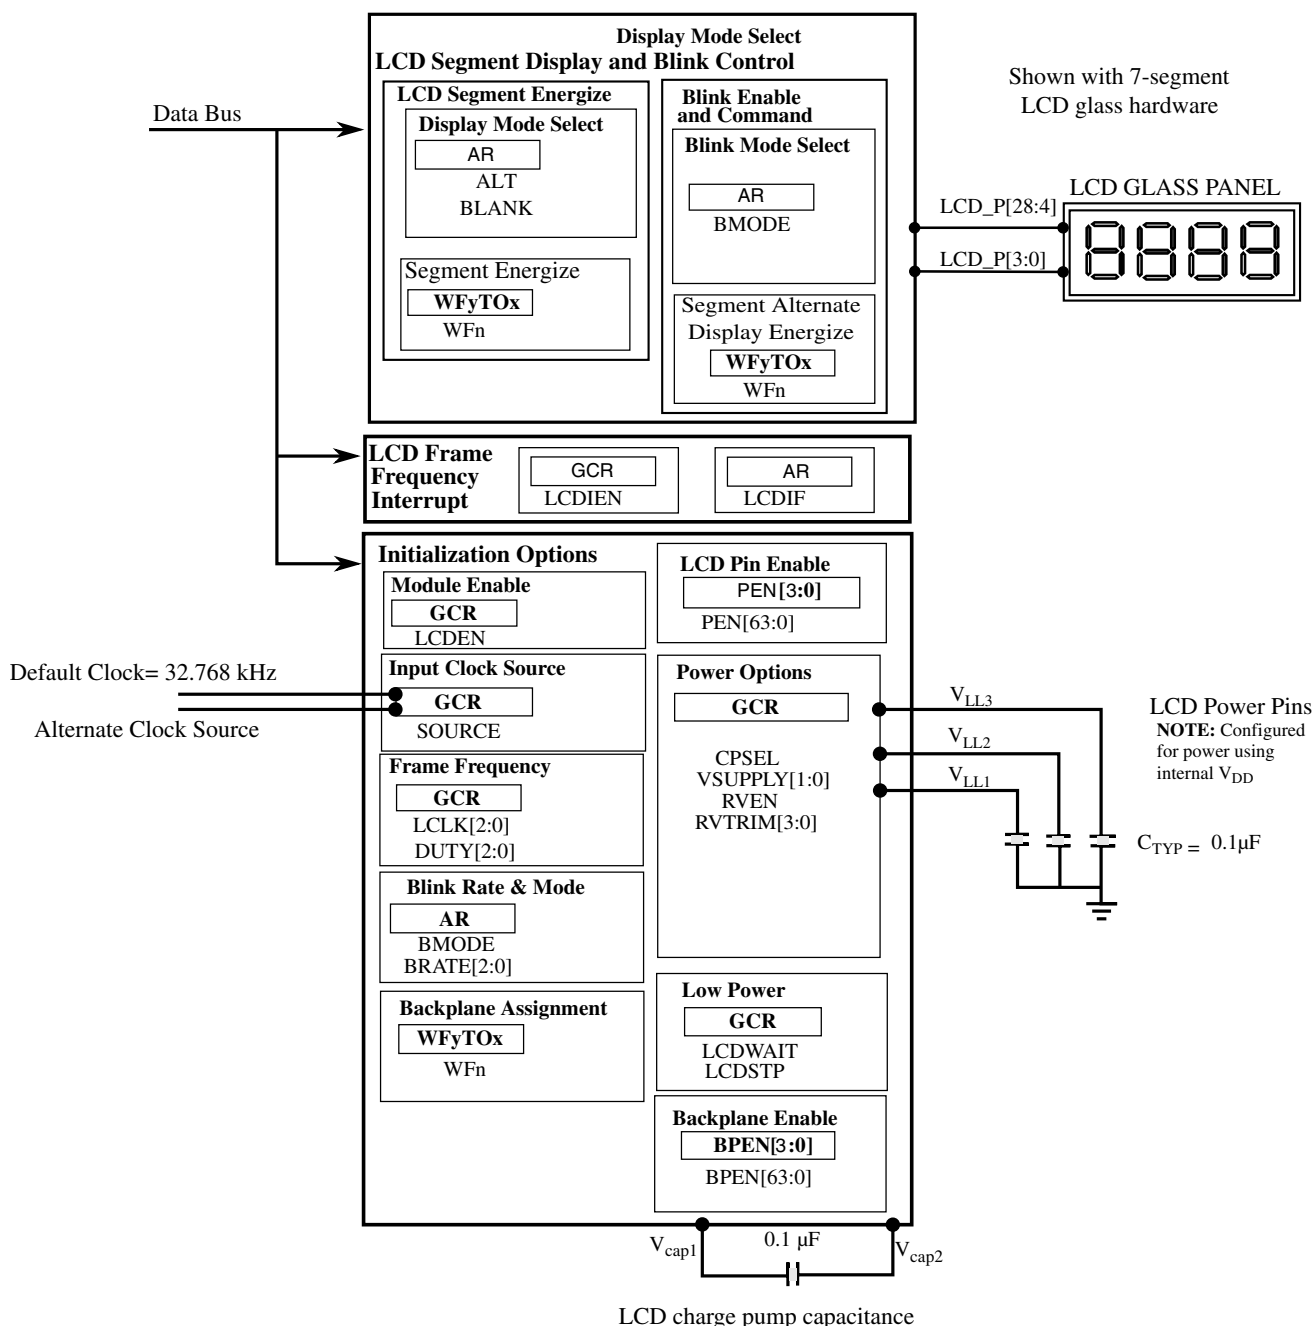 Display Mode Select
LCD Segment Display and Blink Control
LCD Segment Energize
Display Mode Select
AR
ALT
BLANK
Segment Energize
WFyTOx
WFn
Blink Enable
and Command
Blink Mode Select
AR
BMODE
Segment Alternate
Display Energize
WFyTOx
WFn
Data Bus
Shown with 7-segment
LCD glass hardware
LCD GLASS PANEL
LCD_P[28:4]
LCD_P[3:0]
LCD Frame
Frequency
Interrupt
GCR
LCDIEN
AR
LCDIF
Initialization Options
Module Enable
GCR
LCDEN
Default Clock= 32.768 kHz
Alternate Clock Source
Input Clock Source
GCR
SOURCE
Frame Frequency
GCR
LCLK[2:0]
DUTY[2:0]
Blink Rate & Mode
AR
BMODE
BRATE[2:0]
Backplane Assignment
WFyTOx
WFn
LCD Pin Enable
PEN[3:0]
PEN[63:0]
Power Options
GCR
CPSEL
VSUPPLY[1:0]
RVEN
RVTRIM[3:0]
Low Power
GCR
LCDWAIT
LCDSTP
Backplane Enable
BPEN[3:0]
BPEN[63:0]
VLL3
VLL2
VLL1
LCD Power Pins
NOTE: Configured
for power using
internal VDD
CTYP = 0.1µF
Vcap1
0.1 µF
Vcap2
LCD charge pump capacitance